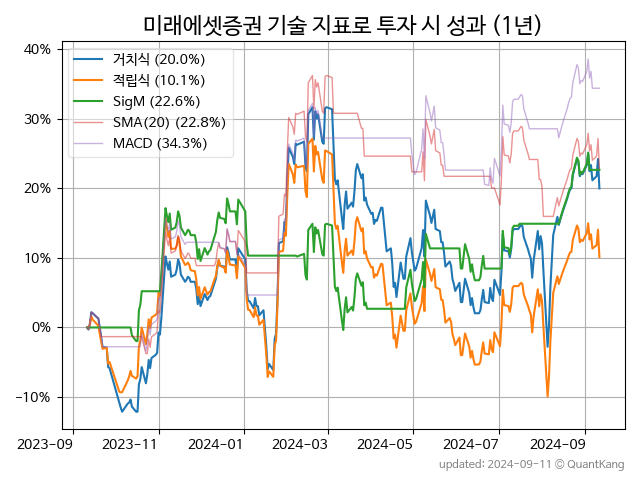 미래에셋증권 기술 지표로 투자 시 성과 (1년)
40%
30%
20%
10%
0%
−10%
거치식 (20.0%)
적립식 (10.1%)
SigM (22.6%)
SMA(20) (22.8%)
MACD (34.3%)
2023-09 2023-11 2024-01 2024-03 2024-05 2024-07 2024-09
updated: 2024-09-11 © QuantKang